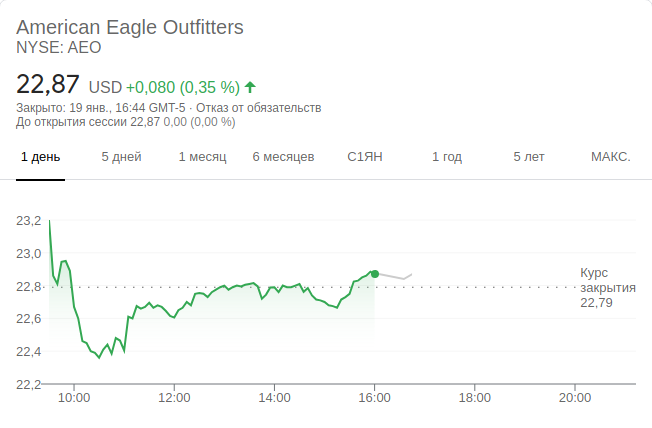 American Eagle Outfitters
NYSE: AEO
22,87 USD +0,080 (0,35 %)
Закрыто: 19 янв., 16:44 GMT-5 · Отказ от обязательств
До открытия сессии 22,87 0,00 (0,00 %)
1 день 5 дней 1 месяц 6 месяцев С1ЯН 1 год 5 лет МАКС.
23,2
23,0
22,8
22,6
22,4
22,2
Курс
закрытия
22,79
10:00 12:00 14:00 16:00 18:00 20:00